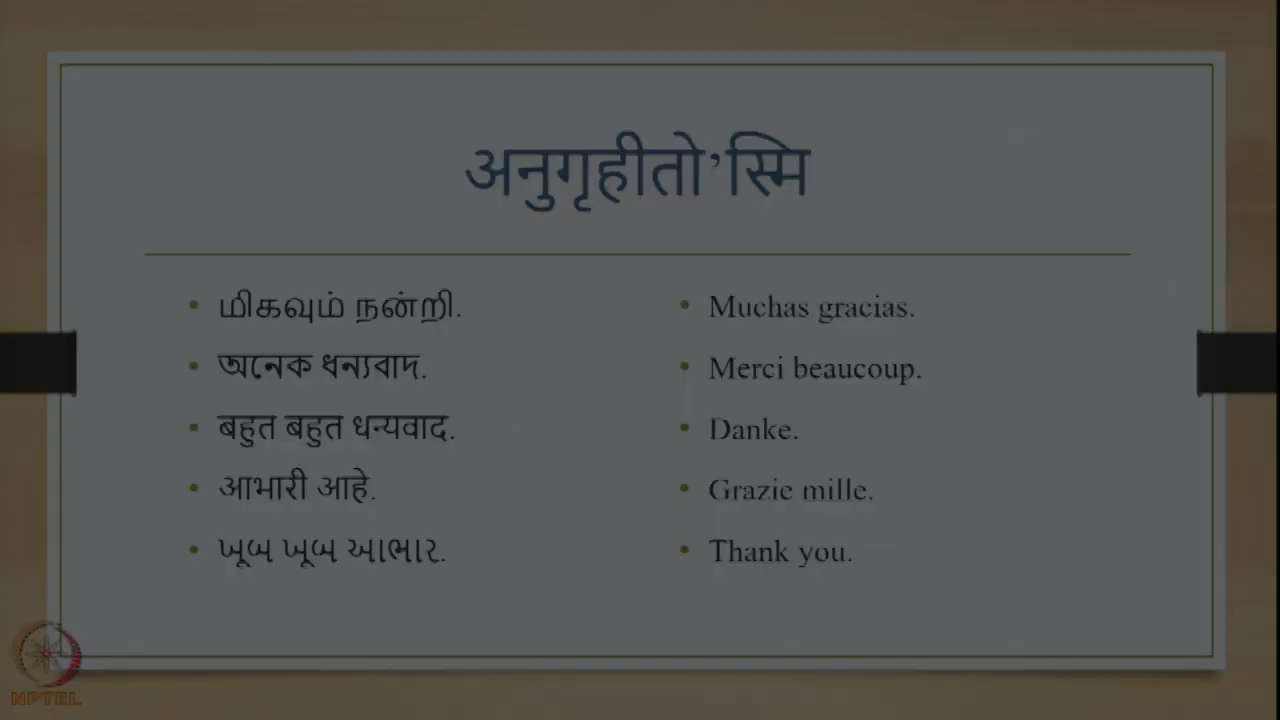 अनुगृहीतो’स्मि
மிகவும் நன்றி.
অনেক ধন্যবাদ.
बहुत बहुत धन्यवाद.
आभारी आहे.
ખૂબ ખૂબ આભાર.
Muchas gracias.
Merci beaucoup.
Danke.
Grazie mille.
Thank you.
NPTEL